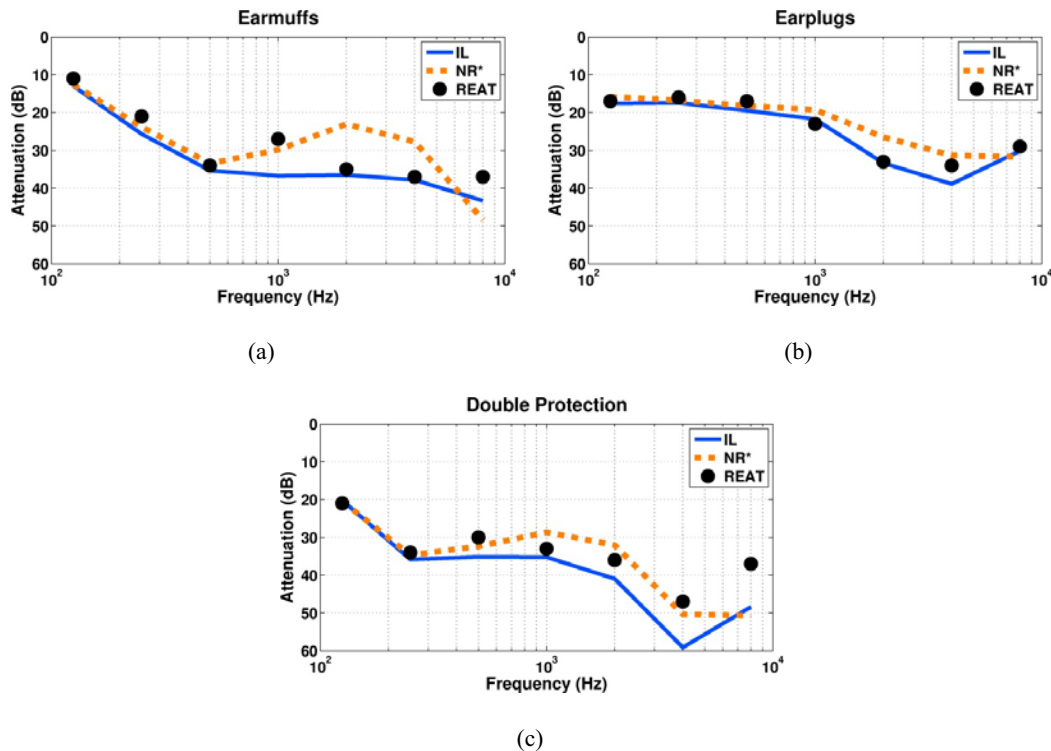 Earmuffs
0
10
20
30
40
50
60
Attenuation (dB)
IL
NR*
REAT
10² 10³ 10⁴
Frequency (Hz)
(a)
Earplugs
0
10
20
30
40
50
60
Attenuation (dB)
IL
NR*
REAT
10² 10³ 10⁴
Frequency (Hz)
(b)
Double Protection
0
10
20
30
40
50
60
Attenuation (dB)
IL
NR*
REAT
10² 10³ 10⁴
Frequency (Hz)
(c)